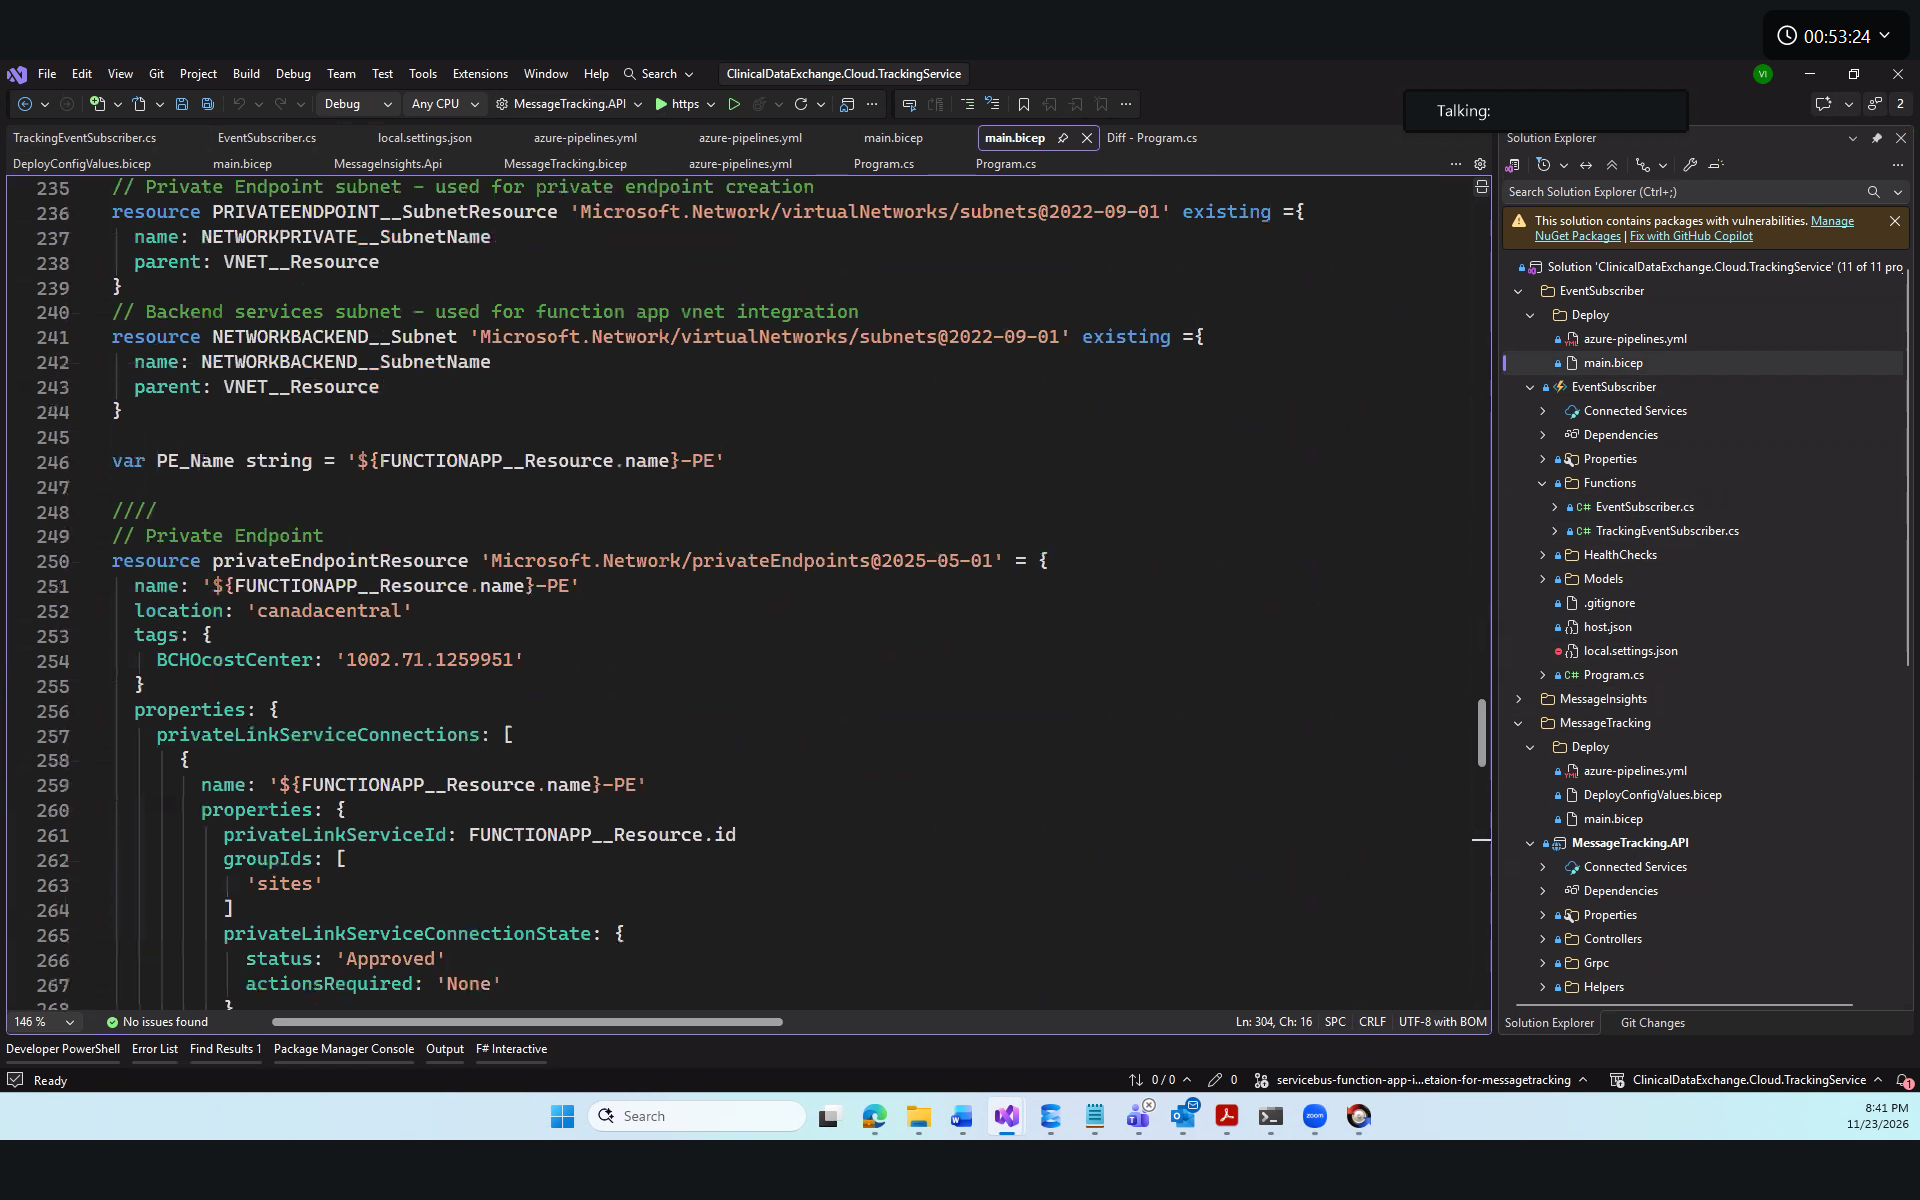 00:53:24
File Edit View Git Project Build Debug Team Test Tools Extensions Window Help Search ClinicalDataExchange.Cloud.TrackingService VI
Debug Any CPU MessageTracking.API https 2
Talking:
TrackingEventSubscriber.cs EventSubscriber.cs local.settings.json azure-pipelines.yml azure-pipelines.yml main.bicep main.bicep Diff - Program.cs
DeployConfigValues.bicep main.bicep MessageInsights.Api MessageTracking.bicep azure-pipelines.yml Program.cs Program.cs
235 // Private Endpoint subnet - used for private endpoint creation
236 resource PRIVATEENDPOINT__SubnetResource 'Microsoft.Network/virtualNetworks/subnets@2022-09-01' existing ={
237 name: NETWORKPRIVATE__SubnetName
238 parent: VNET__Resource
239 }
240 // Backend services subnet - used for function app vnet integration
241 resource NETWORKBACKEND__Subnet 'Microsoft.Network/virtualNetworks/subnets@2022-09-01' existing ={
242 name: NETWORKBACKEND__SubnetName
243 parent: VNET__Resource
244 }
245
246 var PE_Name string = '${FUNCTIONAPP__Resource.name}-PE'
247
248 ////
249 // Private Endpoint
250 resource privateEndpointResource 'Microsoft.Network/privateEndpoints@2025-05-01' = {
251 name: '${FUNCTIONAPP__Resource.name}-PE'
252 location: 'canadacentral'
253 tags: {
254 BCHOcostCenter: '1002.71.1259951'
255 }
256 properties: {
257 privateLinkServiceConnections: [
258 {
259 name: '${FUNCTIONAPP__Resource.name}-PE'
260 properties: {
261 privateLinkServiceId: FUNCTIONAPP__Resource.id
262 groupIds: [
263 'sites'
264 ]
265 privateLinkServiceConnectionState: {
266 status: 'Approved'
267 actionsRequired: 'None'
268 }
146 % No issues found Ln: 304, Ch: 16 SPC CRLF UTF-8 with BOM
Solution Explorer
Search Solution Explorer (Ctrl+;)
This solution contains packages with vulnerabilities. Manage
NuGet Packages | Fix with GitHub Copilot
Solution 'ClinicalDataExchange.Cloud.TrackingService' (11 of 11 pro
EventSubscriber
Deploy
azure-pipelines.yml
main.bicep
EventSubscriber
Connected Services
Dependencies
Properties
Functions
C# EventSubscriber.cs
C# TrackingEventSubscriber.cs
HealthChecks
Models
.gitignore
host.json
local.settings.json
C# Program.cs
MessageInsights
MessageTracking
Deploy
azure-pipelines.yml
DeployConfigValues.bicep
main.bicep
MessageTracking.API
Connected Services
Dependencies
Properties
Controllers
Grpc
Helpers
Solution Explorer Git Changes
Developer PowerShell Error List Find Results 1 Package Manager Console Output F# Interactive
Ready 0 / 0 0 servicebus-function-app-i...etaion-for-messagetracking ClinicalDataExchange.Cloud.TrackingService 1
Search zoom
8:41 PM
11/23/2026